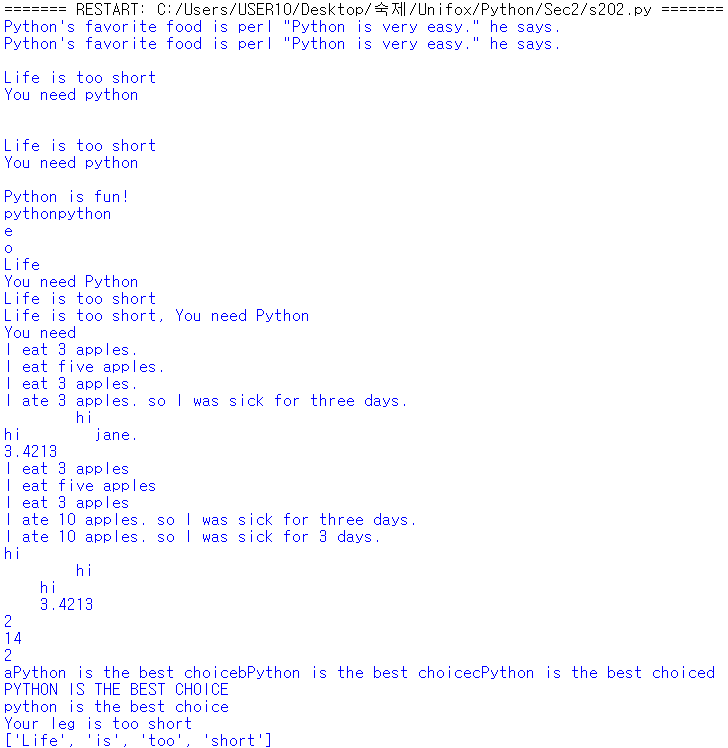 ======= RESTART: C:/Users/USER10/Desktop/숙제/Unifox/Python/Sec2/s202.py =======
Python's favorite food is perl "Python is very easy." he says.
Python's favorite food is perl "Python is very easy." he says.

Life is too short
You need python


Life is too short
You need python

Python is fun!
pythonpython
e
o
Life
You need Python
Life is too short
Life is too short, You need Python
You need
I eat 3 apples.
I eat five apples.
I eat 3 apples.
I ate 3 apples. so I was sick for three days.
        hi
hi        jane.
3.4213
I eat 3 apples
I eat five apples
I eat 3 apples
I ate 10 apples. so I was sick for three days.
I ate 10 apples. so I was sick for 3 days.
hi
        hi
    hi
    3.4213
2
14
2
aPython is the best choicebPython is the best choicecPython is the best choiced
PYTHON IS THE BEST CHOICE
python is the best choice
Your leg is too short
['Life', 'is', 'too', 'short']